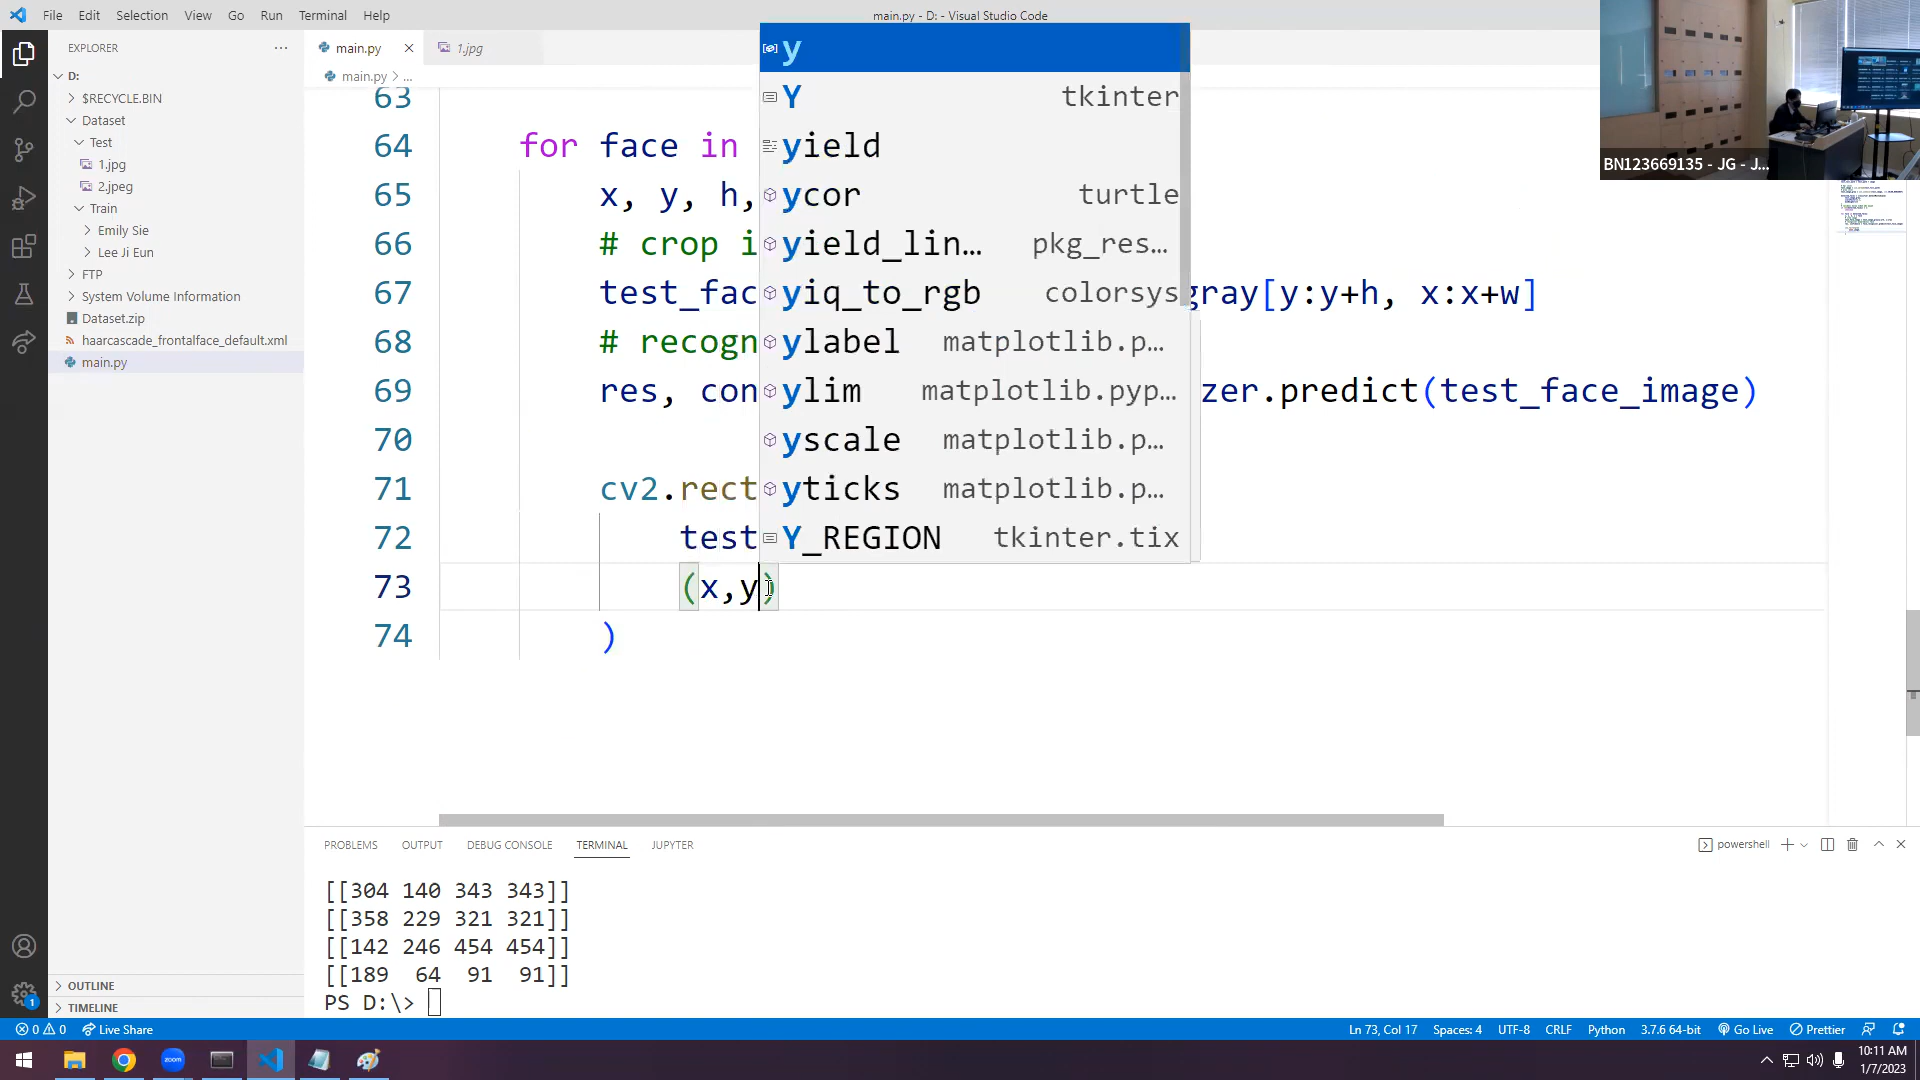 File Edit Selection View Go Run Terminal Help
main.py - D: - Visual Studio Code
EXPLORER
D:
$RECYCLE.BIN
Dataset
Test
1.jpg
2.jpeg
Train
Emily Sie
Lee Ji Eun
FTP
System Volume Information
Dataset.zip
haarcascade_frontalface_default.xml
main.py
OUTLINE
TIMELINE
main.py
1.jpg
main.py > ...
63
64 for face in
65 x, y, h,
66 # crop i
67 test_fac gray[y:y+h, x:x+w]
68 # recogn
69 res, con zer.predict(test_face_image)
70
71 cv2.rect
72 test
73 (x,y)
74 )
y
Y tkinter
yield
ycor turtle
yield_lin… pkg_res…
yiq_to_rgb colorsys
ylabel matplotlib.p…
ylim matplotlib.pyp…
yscale matplotlib.p…
yticks matplotlib.p…
Y_REGION tkinter.tix
BN123669135 - JG - J...
PROBLEMS OUTPUT DEBUG CONSOLE TERMINAL JUPYTER
powershell
[[304 140 343 343]]
[[358 229 321 321]]
[[142 246 454 454]]
[[189 64 91 91]]
PS D:\>
0 0 Live Share
Ln 73, Col 17 Spaces: 4 UTF-8 CRLF Python 3.7.6 64-bit Go Live Prettier
1
zoom
10:11 AM
1/7/2023